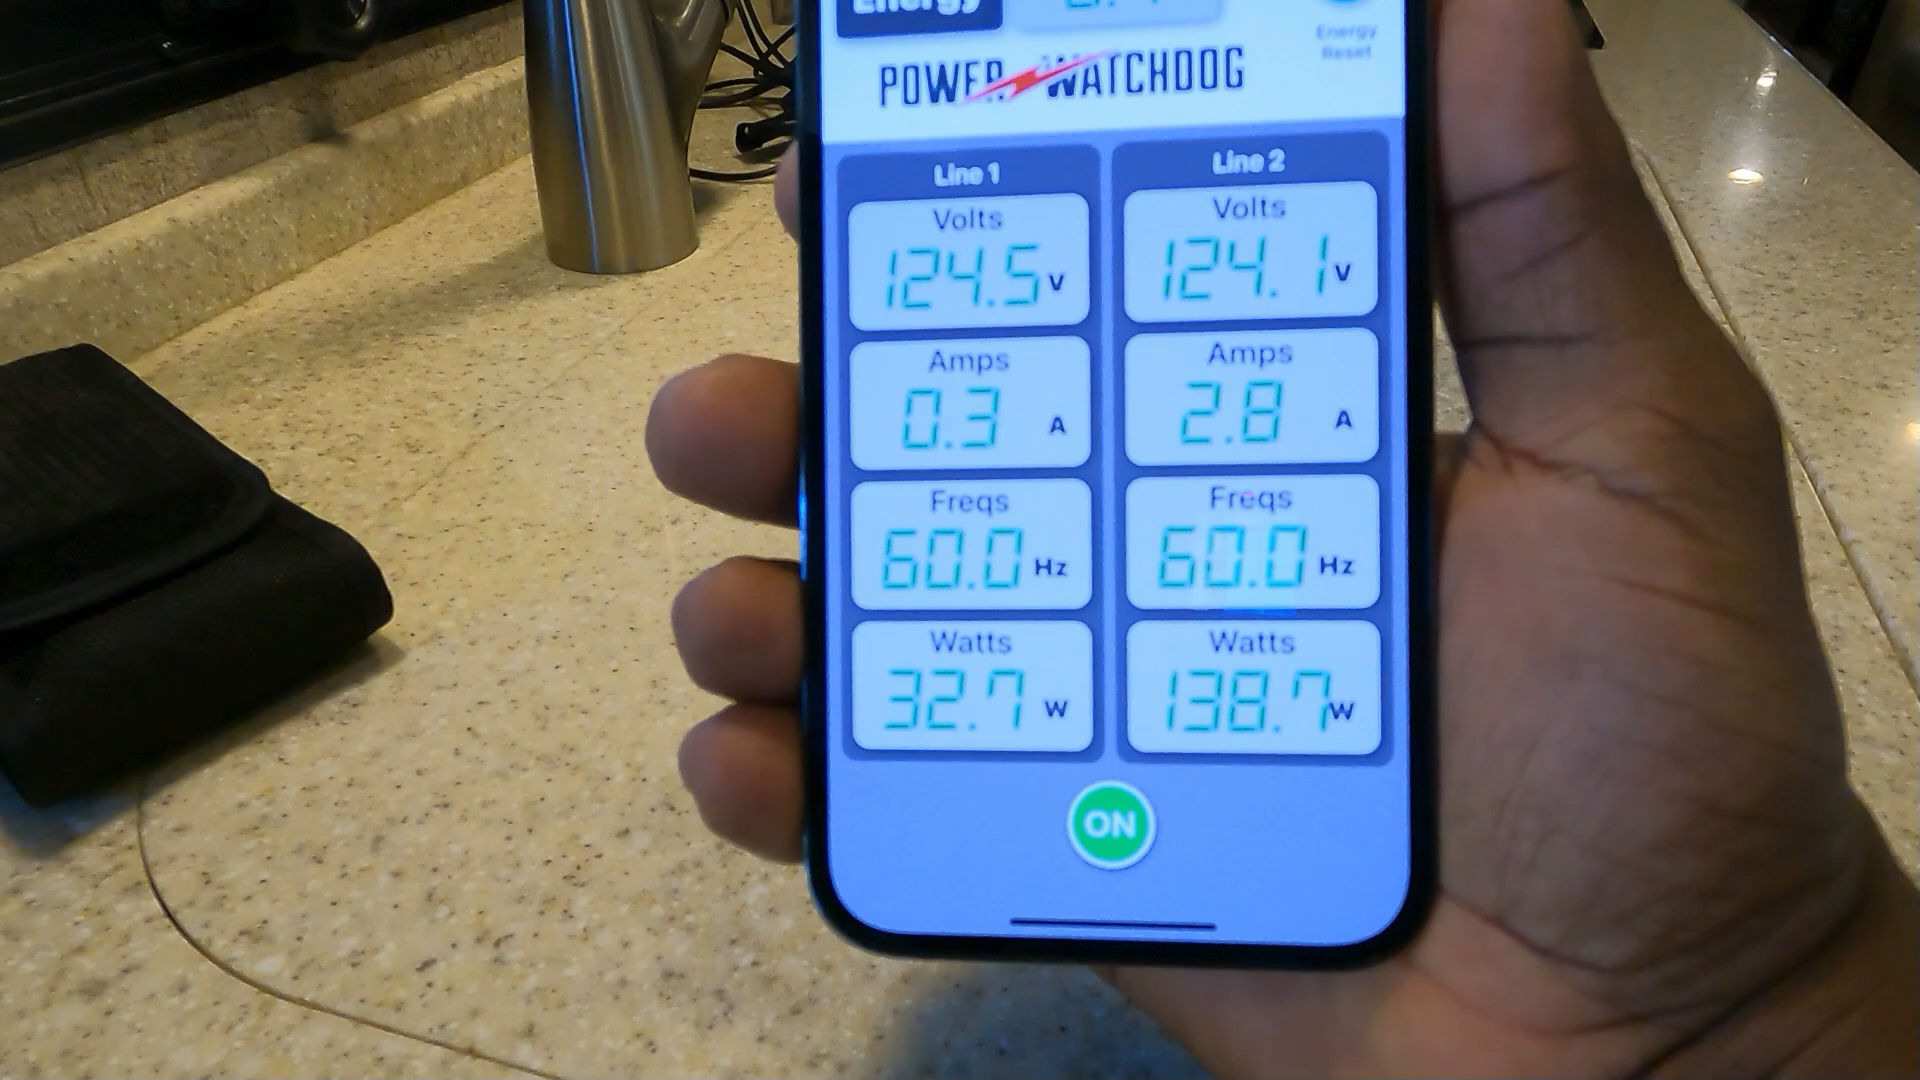 Energy
Energy
Reset
POWER WATCHDOG
Line 1
Volts
124.5 V
Amps
0.3 A
Freqs
60.0 Hz
Watts
32.7 W
Line 2
Volts
124.1 V
Amps
2.8 A
Freqs
60.0 Hz
Watts
138.7 W
ON